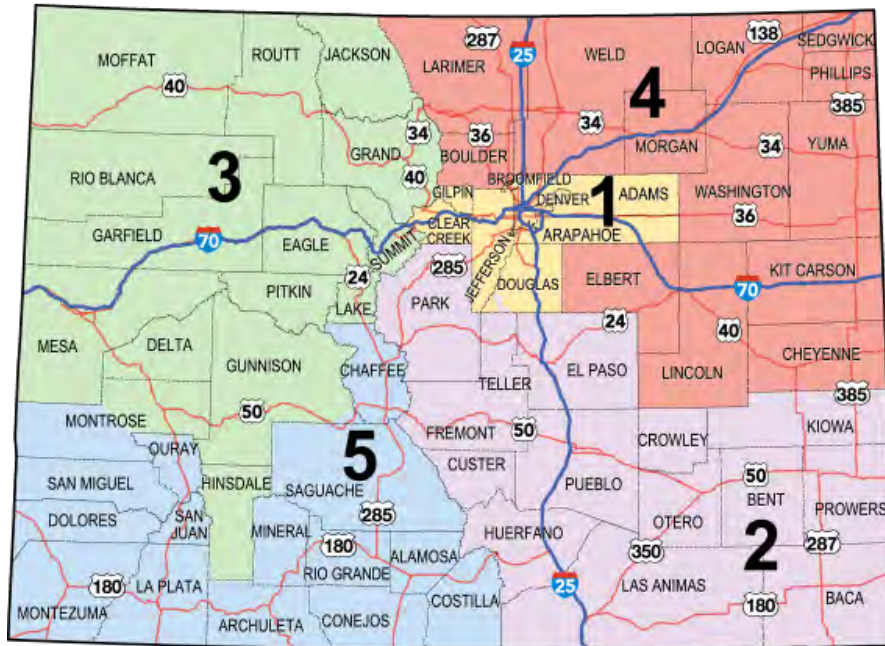 MOFFAT
ROUTT
JACKSON
LARIMER
287
25
WELD
LOGAN
138
SEDGWICK
PHILLIPS
40
4
385
34
36
34
GRAND
BOULDER
MORGAN
34
YUMA
RIO BLANCA
3
40
GILPIN
BROOMFIELD
DENVER
1
ADAMS
WASHINGTON
36
GARFIELD
70
EAGLE
SUMMIT
CLEAR
CREEK
ARAPAHOE
285
JEFFERSON
DOUGLAS
ELBERT
KIT CARSON
70
24
PITKIN
LAKE
PARK
24
40
MESA
DELTA
GUNNISON
CHAFFEE
TELLER
EL PASO
LINCOLN
CHEYENNE
385
MONTROSE
50
FREMONT
50
CROWLEY
KIOWA
OURAY
5
CUSTER
PUEBLO
50
BENT
SAN MIGUEL
HINSDALE
SAGUACHE
OTERO
PROWERS
DOLORES
SAN
JUAN
MINERAL
285
HUERFANO
2
287
180
ALAMOSA
350
180
LA PLATA
RIO GRANDE
25
LAS ANIMAS
MONTEZUMA
ARCHULETA
CONEJOS
COSTILLA
180
BACA